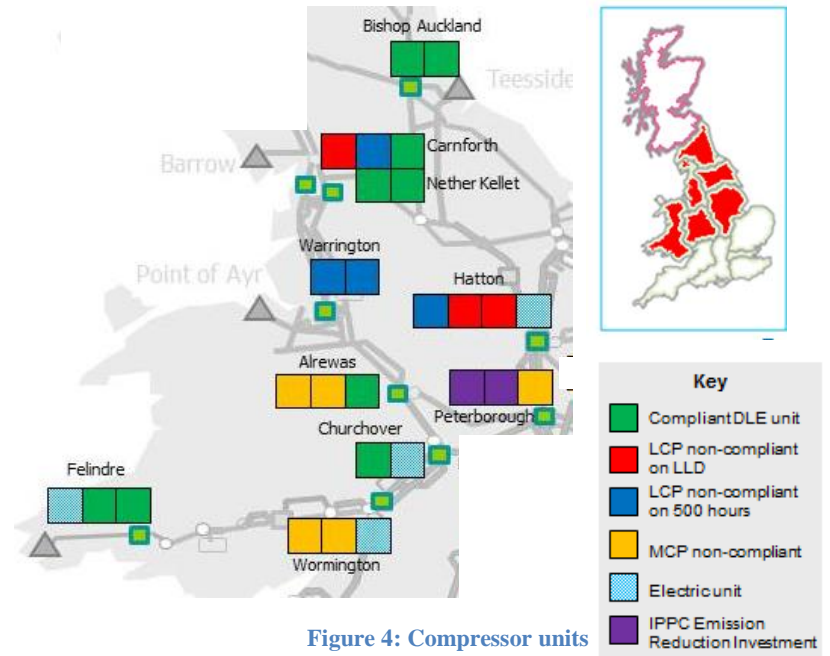 Bishop Auckland
Teesside
Carnforth
Barrow
Nether Kellet
Warrington
Point of Ayr
Hatton
Alrewas
Peterborough
Churchover
Felindre
Wormington
Key
Compliant DLE unit
LCP non-compliant
on LLD
LCP non-compliant
on 500 hours
MCP non-compliant
Electric unit
IPPC Emission
Reduction Investment
Figure 4: Compressor units